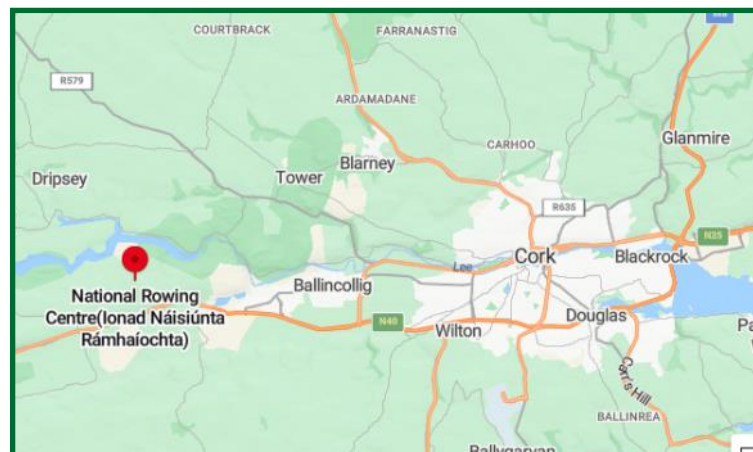 COURTBRACK
FARRANASTIG
R579
ARDAMADANE
Glanmire
CARHOO
Blarney
Dripsey
Tower
R635
N25
Cork
Blackrock
Lee
National Rowing
Centre(Ionad Náisiúnta
Rámhaíochta)
Ballincollig
N40
Wilton
Douglas
Carr's Hill
BALLINREA